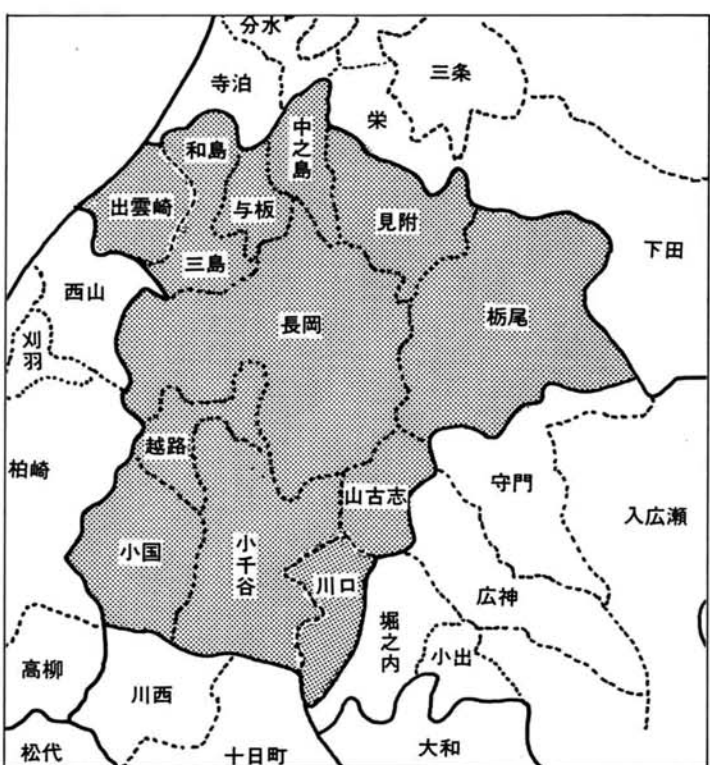 分水
三条
寺泊
栄
中之島
和島
与板
出雲崎
見附
下田
三島
西山
長岡
栃尾
刈羽
越路
柏崎
山古志
守門
入広瀬
小国
小千谷
川口
広神
堀之内
小出
高柳
川西
松代
十日町
大和